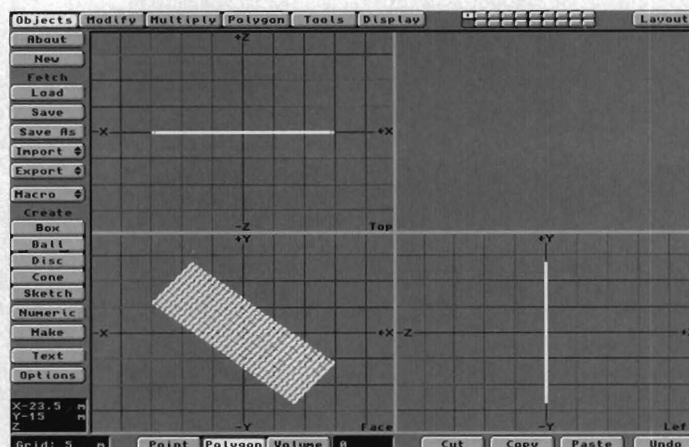 Objects Modify Multiply Polygon Tools Display Layout
About
New
Fetch
Load
Save
Save As
Import
Export
Macro
Create
Box
Ball
Disc
Cone
Sketch
Numeric
Make
Text
Options
+Z
-X +X
-Z Top
+Y
-X +X
-Y Face
+Y
-Z
-Y Lef
X-23.5 m
Y-15 m
Z
Grid: 5 m Point Polygon Volume 0 Cut Copy Paste Undo